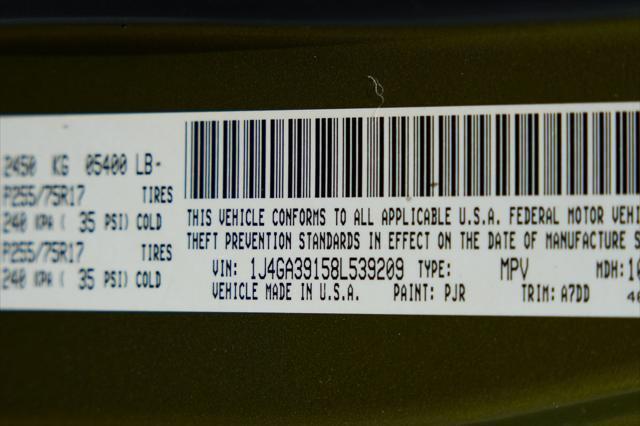 2450 KG 05400 LB-
P255/75R17 TIRES
240 KPA ( 35 PSI) COLD
P255/75R17 TIRES
240 KPA ( 35 PSI) COLD
THIS VEHICLE CONFORMS TO ALL APPLICABLE U.S.A. FEDERAL MOTOR VEHI
THEFT PREVENTION STANDARDS IN EFFECT ON THE DATE OF MANUFACTURE S
VIN: 1J4GA39158L539209 TYPE: MPV MDH: 10
VEHICLE MADE IN U.S.A. PAINT: PJR TRIM: A7DD